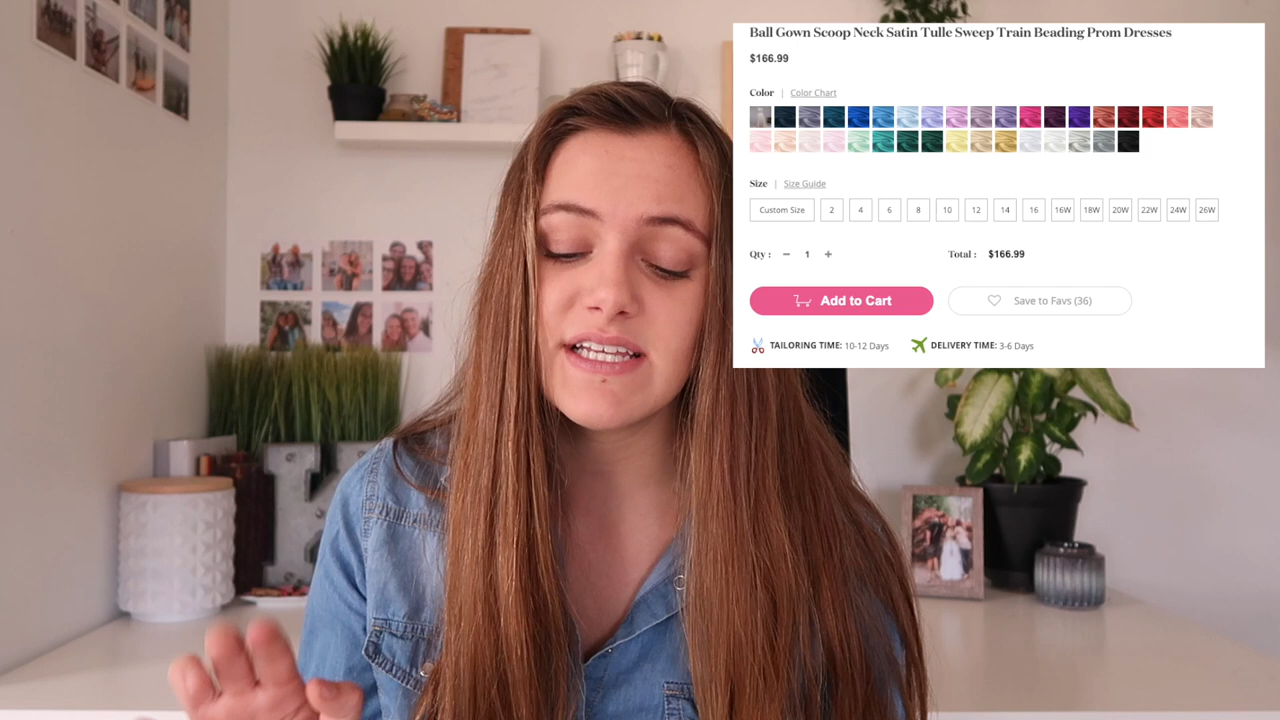 Ball Gown Scoop Neck Satin Tulle Sweep Train Beading Prom Dresses
$166.99
Color | Color Chart
Size | Size Guide
Custom Size 2 4 6 8 10 12 14 16 16W 18W 20W 22W 24W 26W
Qty : − 1 + Total : $166.99
Add to Cart Save to Favs (36)
TAILORING TIME: 10-12 Days DELIVERY TIME: 3-6 Days
K